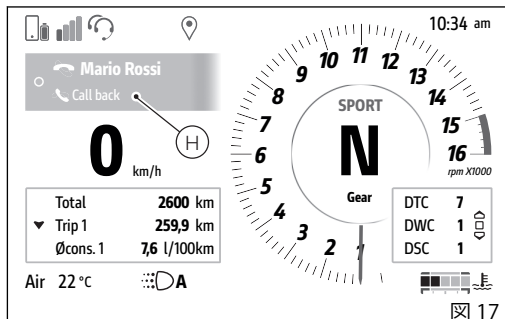 10:34 am
Mario Rossi
Call back
H
0 km/h
Total 2600 km
Trip 1 259,9 km
Øcons. 1 7,6 l/100km
Air 22 °C
A
1
2
3
4
5
6
7
8
9
10
11
12
13
14
15
16
rpm X1000
SPORT
N
Gear
DTC 7
DWC 1
DSC 1
図 17